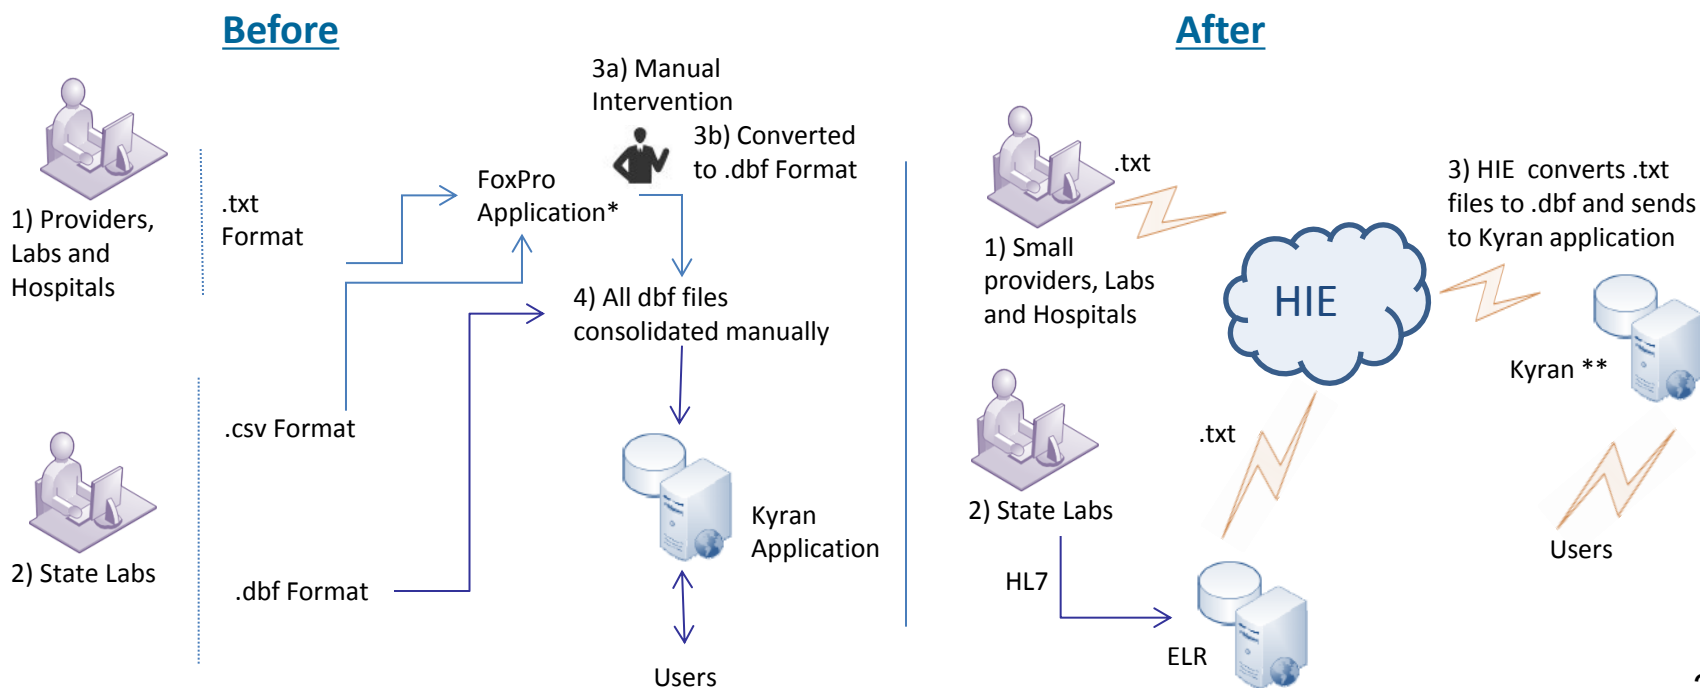 Before
1) Providers,
Labs and
Hospitals
.txt
Format
FoxPro
Application*
3a) Manual
Intervention
3b) Converted
to .dbf Format
4) All dbf files
consolidated manually
.csv Format
2) State Labs
.dbf Format
Kyran
Application
Users
After
.txt
1) Small
providers, Labs
and Hospitals
HIE
3) HIE  converts .txt
files to .dbf and sends
to Kyran application
Kyran **
.txt
2) State Labs
HL7
ELR
Users